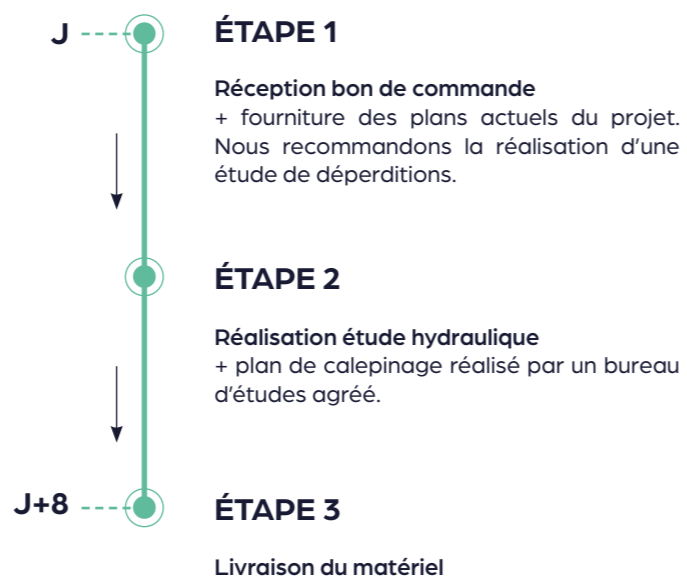 J
ÉTAPE 1
Réception bon de commande
+ fourniture des plans actuels du projet.
Nous recommandons la réalisation d'une
étude de déperditions.
ÉTAPE 2
Réalisation étude hydraulique
+ plan de calepinage réalisé par un bureau
d'études agréé.
J+8
ÉTAPE 3
Livraison du matériel